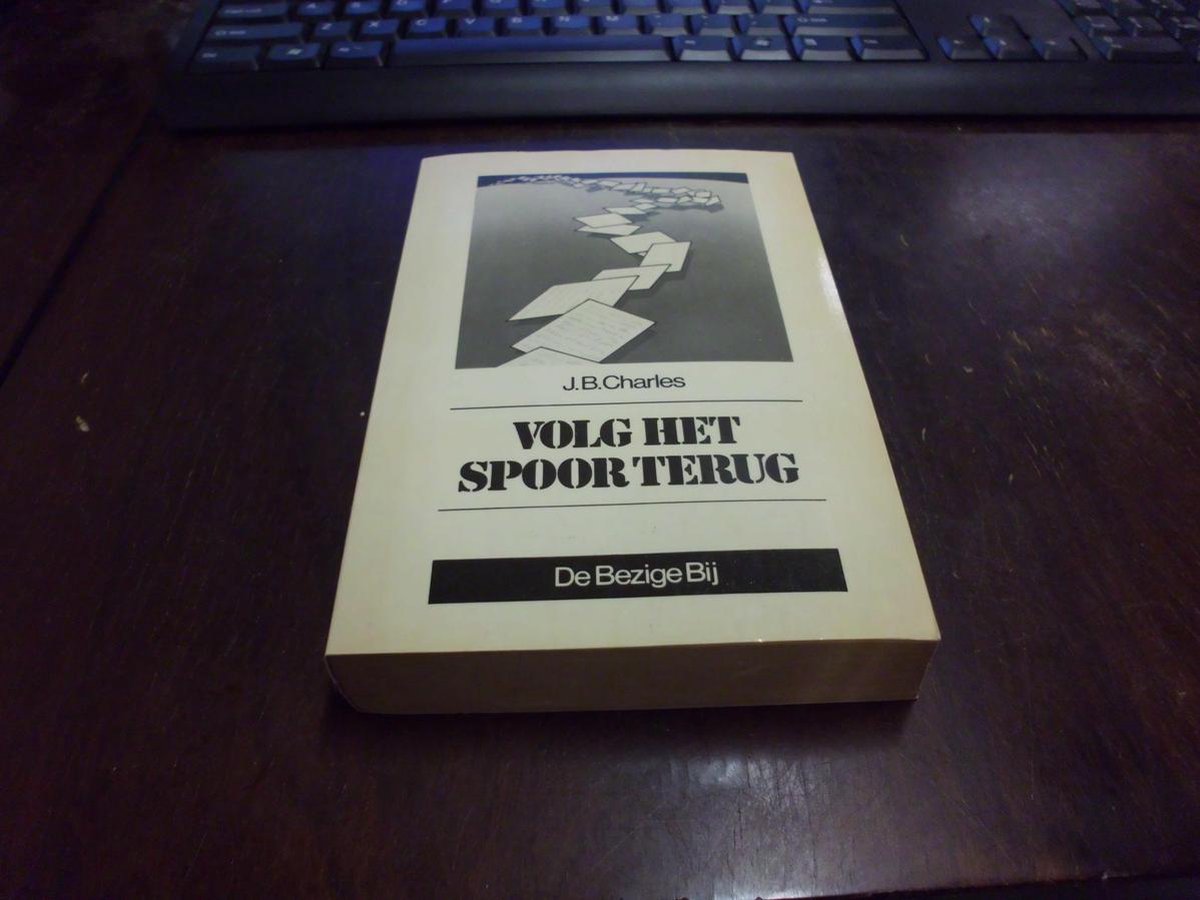 J.B.Charles
VOLG HET
SPOOR TERUG
De Bezige Bij